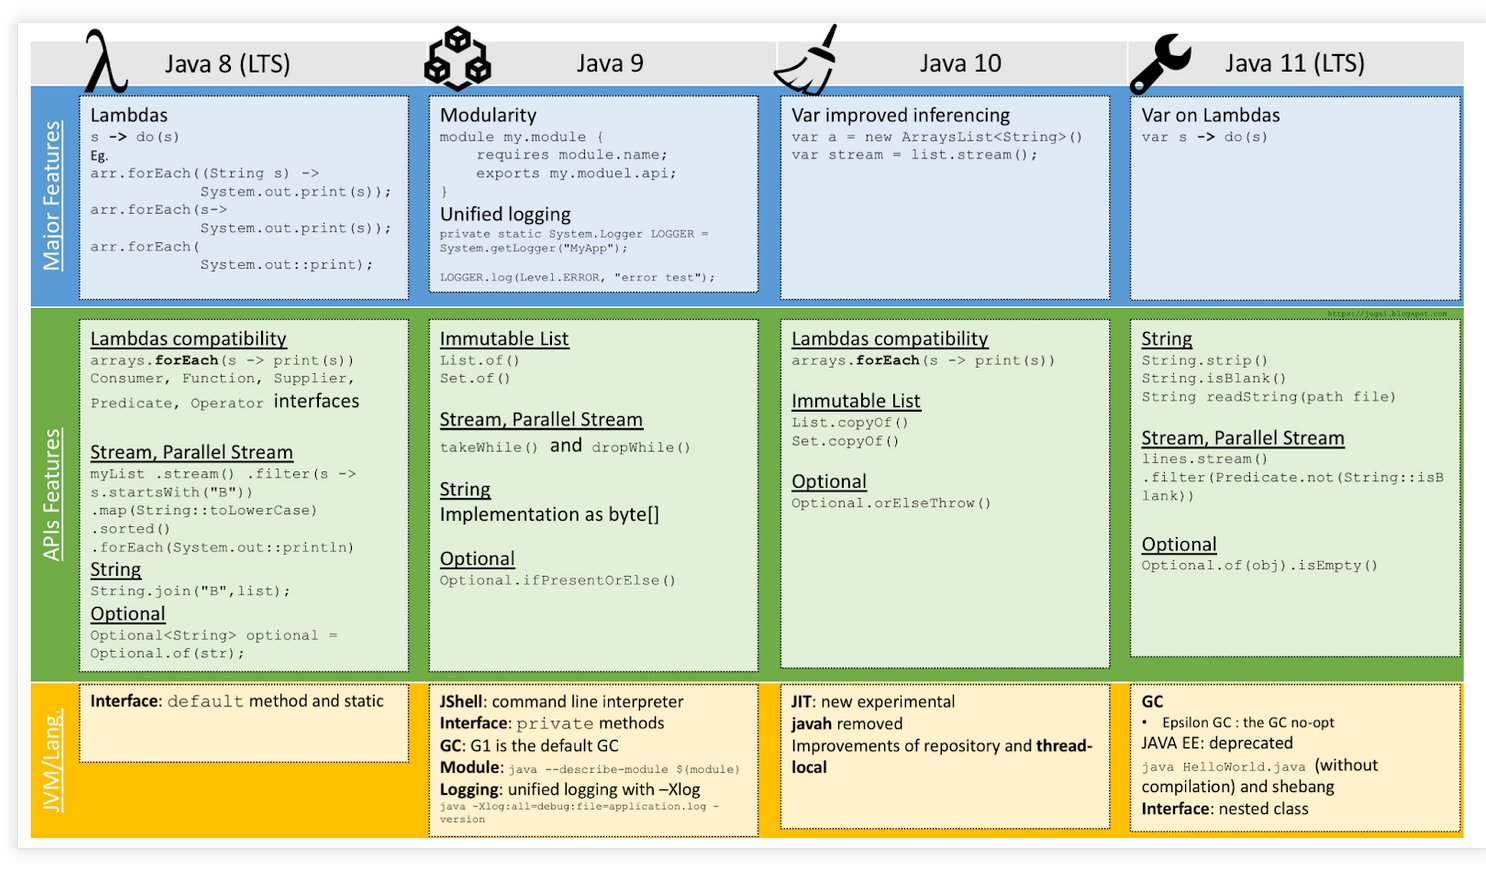 Java 8 (LTS)
Java 9
Java 10
Java 11 (LTS)
Major Features
Lambdas
s -> do(s)
Eg.
arr.forEach((String s) ->
System.out.print(s));
arr.forEach(s->
System.out.print(s));
arr.forEach(
System.out::print);
Modularity
module my.module {
requires module.name;
exports my.moduel.api;
}
Unified logging
private static System.Logger LOGGER =
System.getLogger("MyApp");
LOGGER.log(Level.ERROR, "error test");
Var improved inferencing
var a = new ArraysList<String>()
var stream = list.stream();
Var on Lambdas
var s -> do(s)
https://jugsi.blogspot.com
APIs Features
Lambdas compatibility
arrays.forEach(s -> print(s))
Consumer, Function, Supplier,
Predicate, Operator interfaces
Stream, Parallel Stream
myList .stream() .filter(s ->
s.startsWith("B"))
.map(String::toLowerCase)
.sorted()
.forEach(System.out::println)
String
String.join("B",list);
Optional
Optional<String> optional =
Optional.of(str);
Immutable List
List.of()
Set.of()
Stream, Parallel Stream
takeWhile() and dropWhile()
String
Implementation as byte[]
Optional
Optional.ifPresentOrElse()
Lambdas compatibility
arrays.forEach(s -> print(s))
Immutable List
List.copyOf()
Set.copyOf()
Optional
Optional.orElseThrow()
String
String.strip()
String.isBlank()
String readString(path file)
Stream, Parallel Stream
lines.stream()
.filter(Predicate.not(String::isB
lank))
Optional
Optional.of(obj).isEmpty()
JVM/Lang.
Interface: default method and static
JShell: command line interpreter
Interface: private methods
GC: G1 is the default GC
Module: java --describe-module ${module}
Logging: unified logging with –Xlog
java -Xlog:all=debug:file=application.log -
version
JIT: new experimental
javah removed
Improvements of repository and thread-
local
GC
• Epsilon GC : the GC no-opt
JAVA EE: deprecated
java HelloWorld.java (without
compilation) and shebang
Interface: nested class